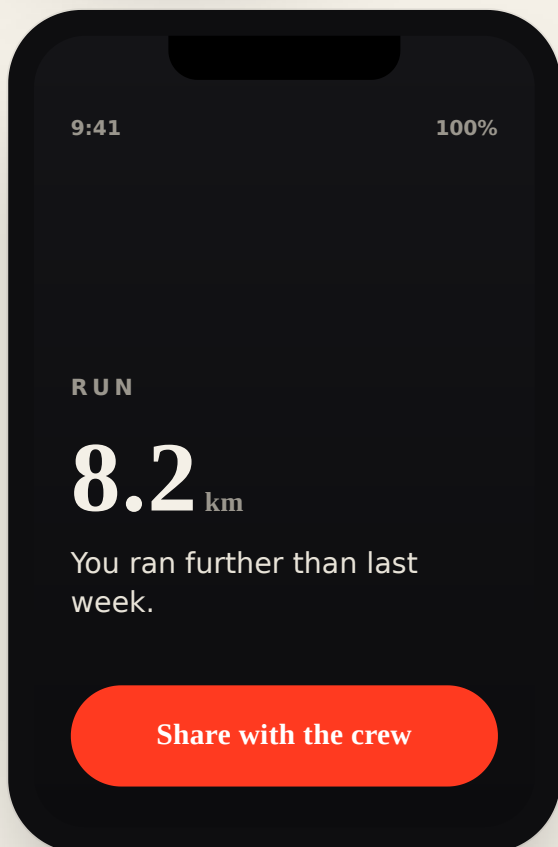 9:41 100%
RUN
8.2 km
You ran further than last
week.
Share with the crew